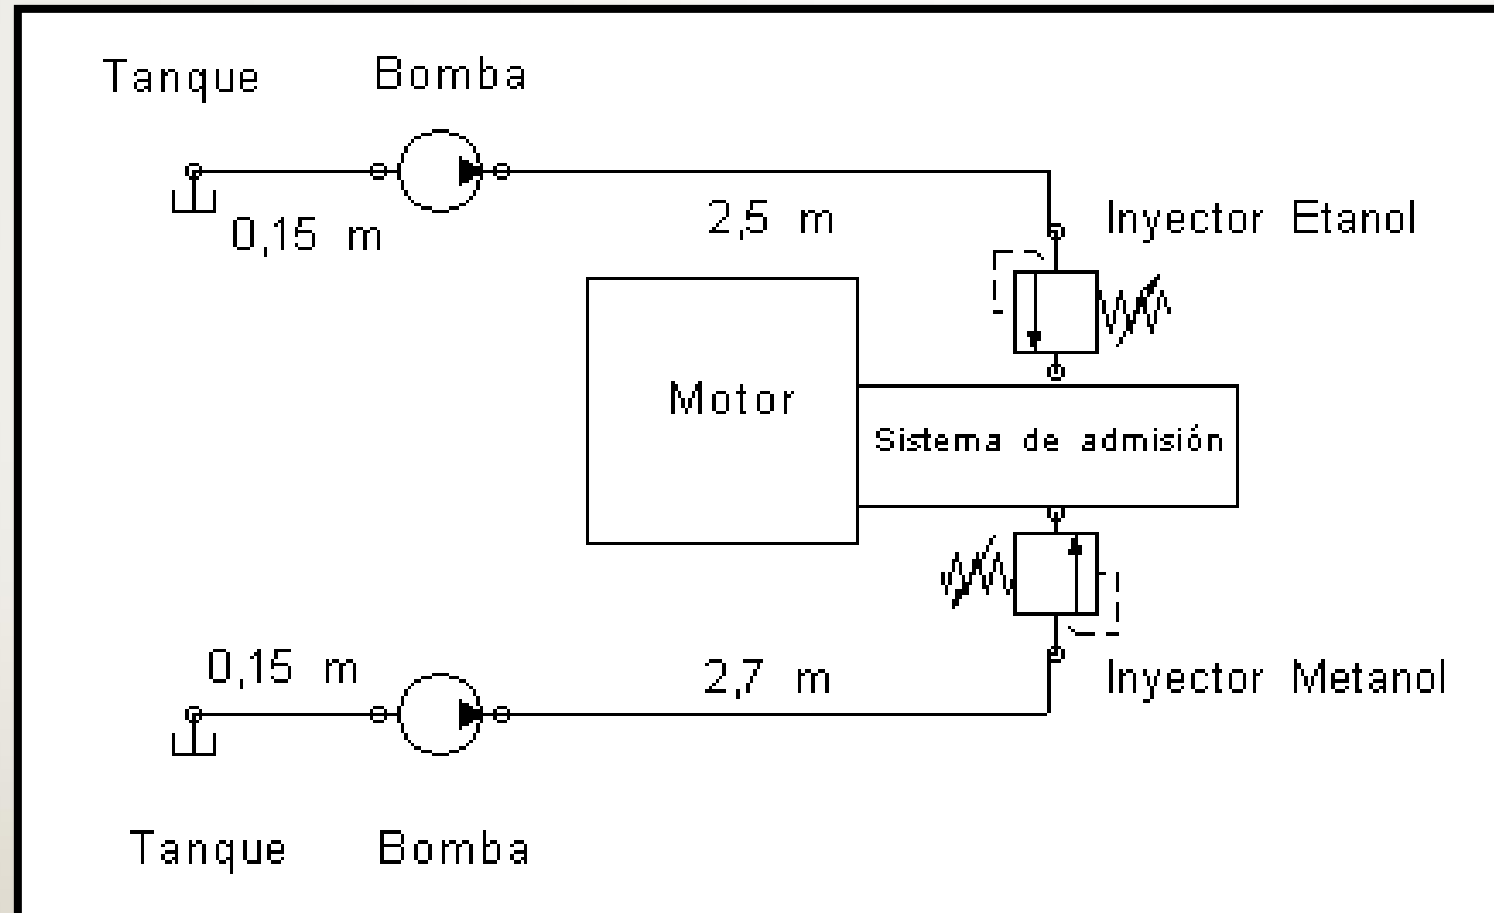 Tanque Bomba
0,15 m
2,5 m
Inyector Etanol
Motor
Sistema de admisión
0,15 m
2,7 m
Inyector Metanol
Tanque Bomba